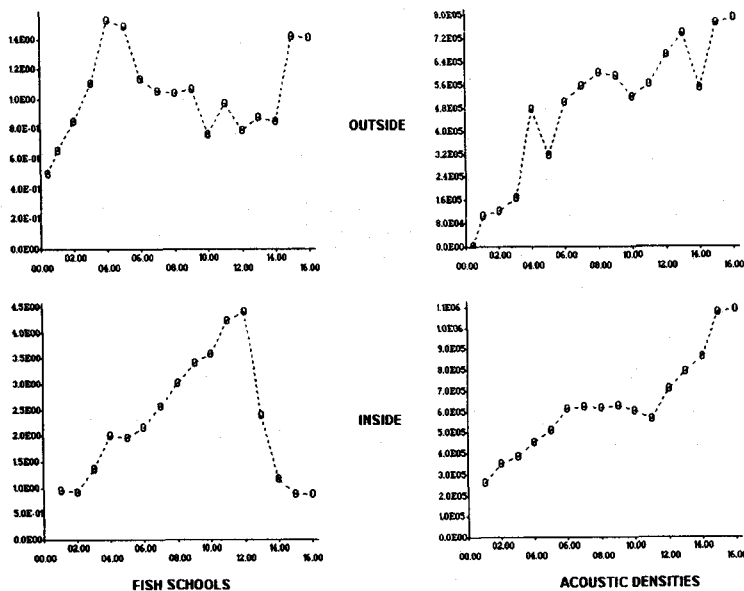 1.4E00
1.2E00
1.0E00
8.0E-01
6.0E-01
4.0E-01
2.0E-01
0.0E00
00.00 02.00 04.00 06.00 08.00 10.00 12.00 14.00 16.00
OUTSIDE
8.0E05
7.2E05
6.4E05
5.6E05
4.8E05
4.0E05
3.2E05
2.4E05
1.6E05
8.0E04
0.0E00
00.00 02.00 04.00 06.00 08.00 10.00 12.00 14.00 16.00
4.5E00
4.0E00
3.5E00
3.0E00
2.5E00
2.0E00
1.5E00
1.0E00
5.0E-01
0.0E00
00.00 02.00 04.00 06.00 08.00 10.00 12.00 14.00 16.00
FISH SCHOOLS
INSIDE
1.1E06
1.0E06
9.0E05
8.0E05
7.0E05
6.0E05
5.0E05
4.0E05
3.0E05
2.0E05
1.0E05
0.0E00
00.00 02.00 04.00 06.00 08.00 10.00 12.00 14.00 16.00
ACOUSTIC DENSITIES